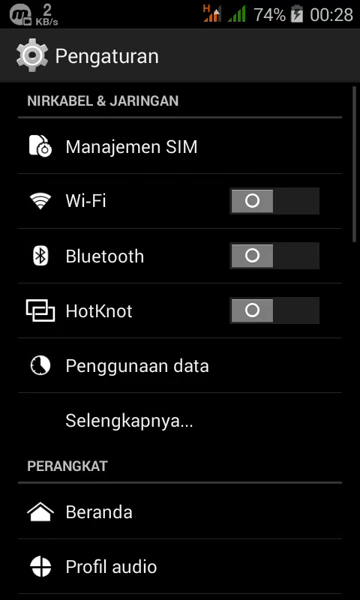 2
KB/s
H
74%
00:28
Pengaturan
NIRKABEL & JARINGAN
Manajemen SIM
Wi-Fi
Bluetooth
HotKnot
Penggunaan data
Selengkapnya...
PERANGKAT
Beranda
Profil audio